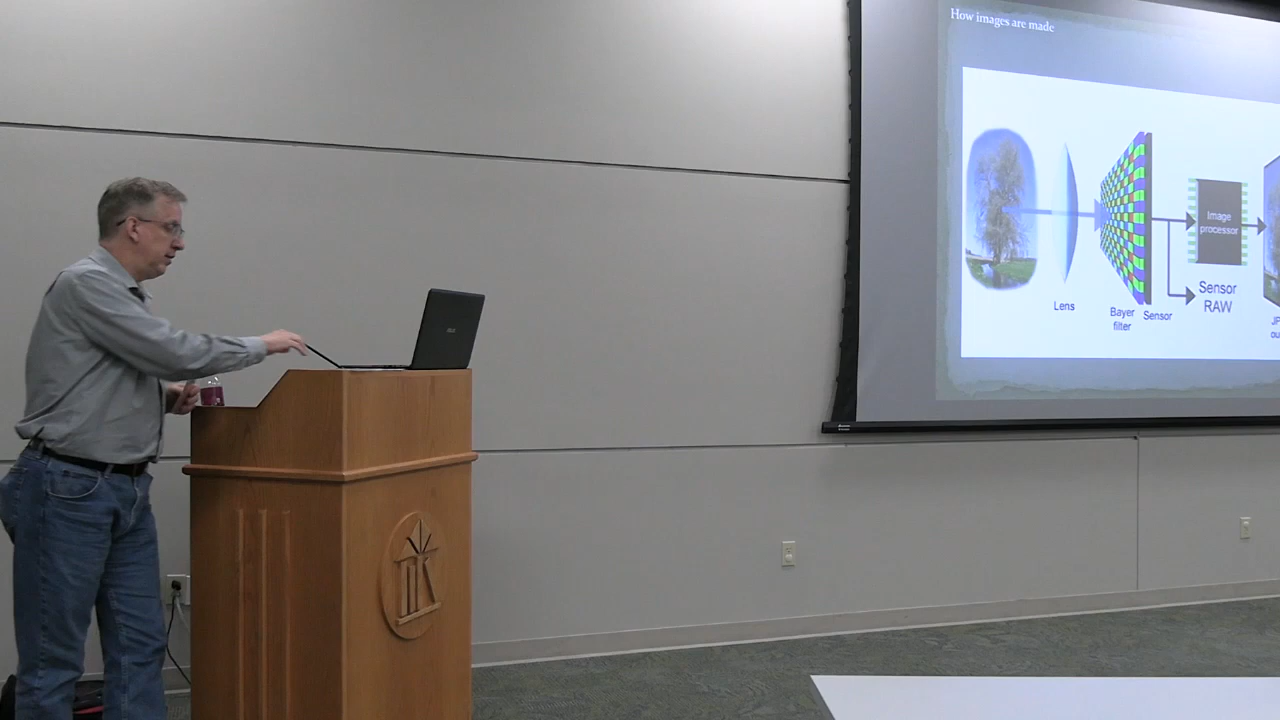 How images are made
Lens
Bayer
filter
Sensor
Image
processor
Sensor
RAW